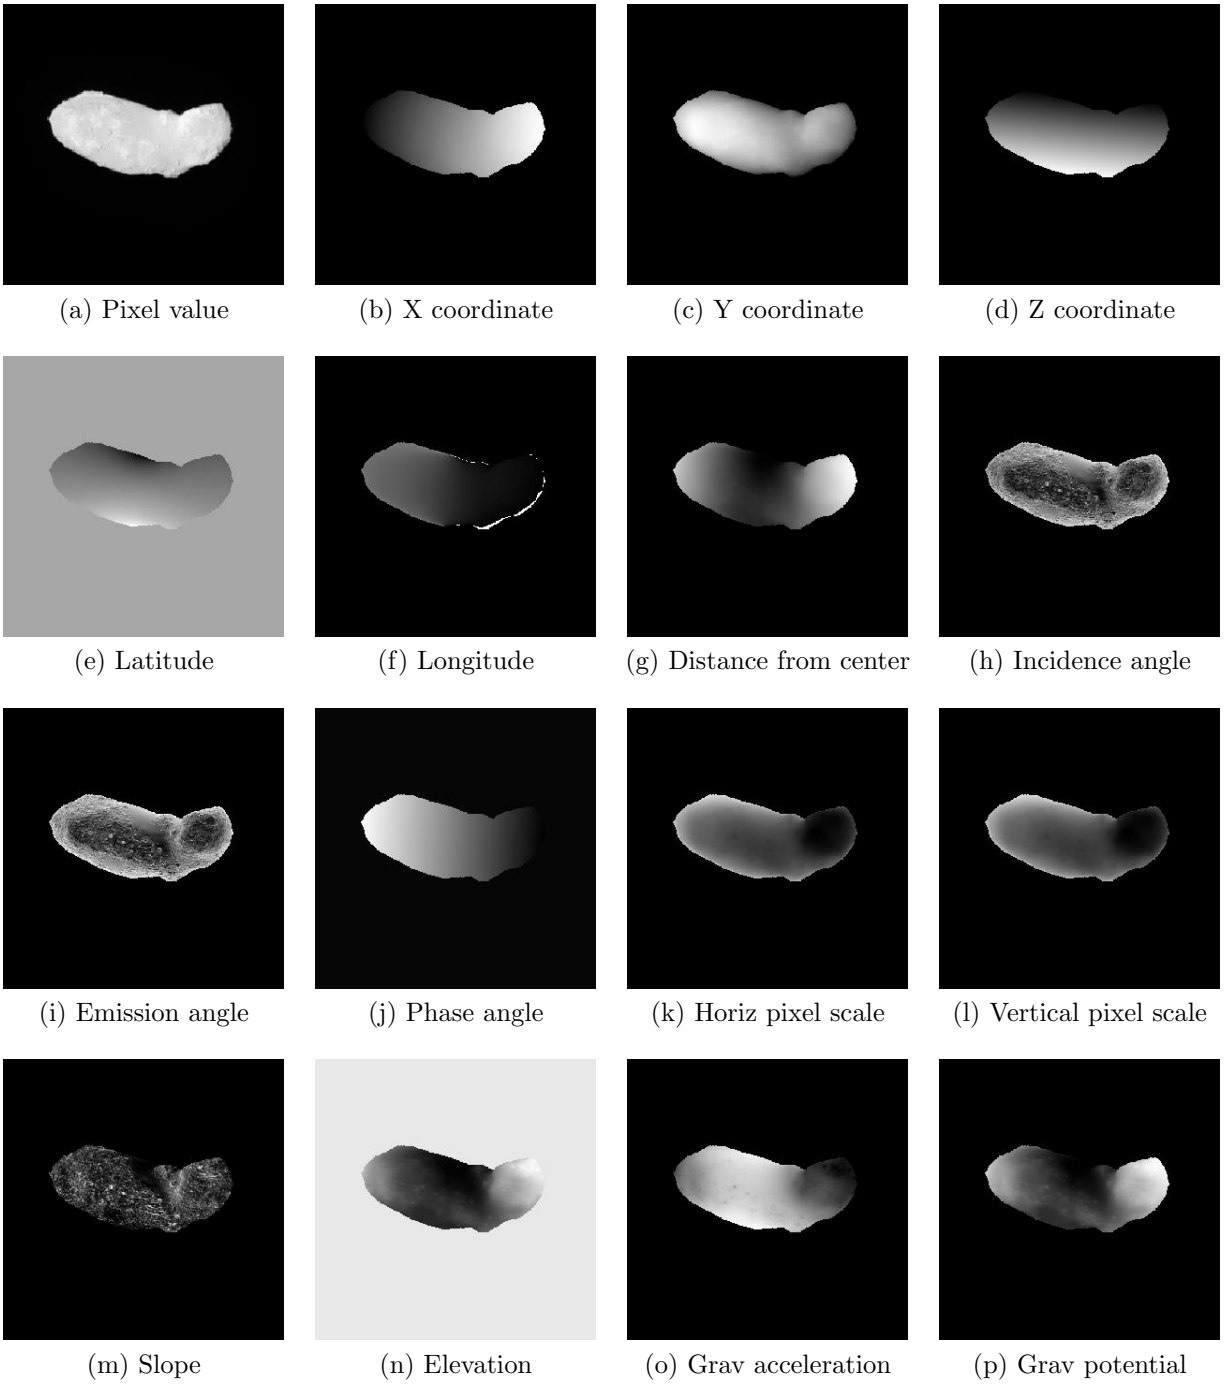 (a) Pixel value
(b) X coordinate
(c) Y coordinate
(d) Z coordinate
(e) Latitude
(f) Longitude
(g) Distance from center
(h) Incidence angle
(i) Emission angle
(j) Phase angle
(k) Horiz pixel scale
(l) Vertical pixel scale
(m) Slope
(n) Elevation
(o) Grav acceleration
(p) Grav potential